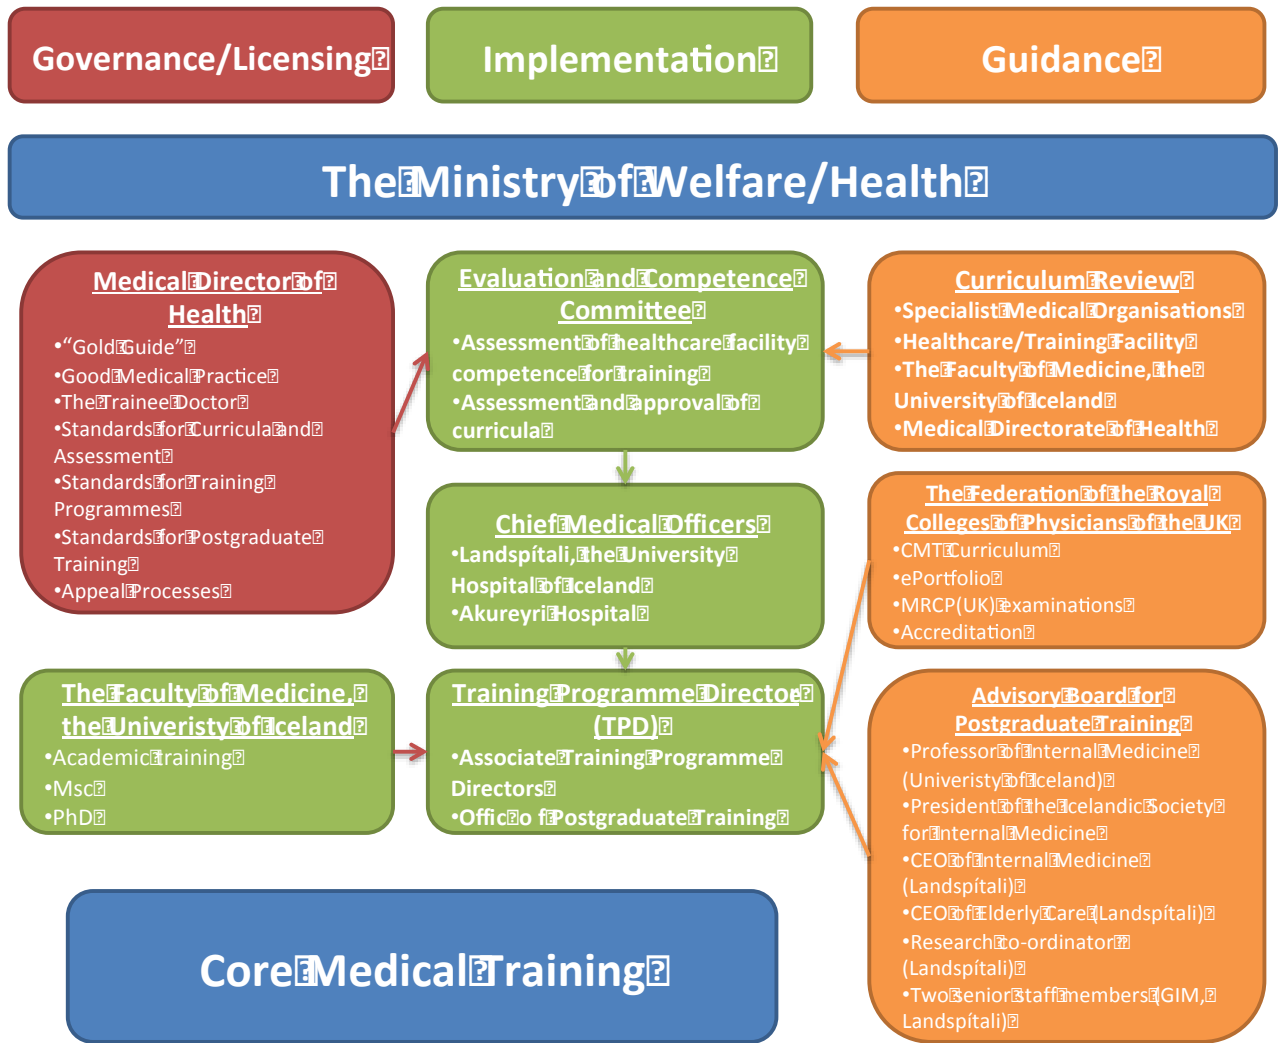 Governance/Licensing
Implementation
Guidance
The Ministry of Welfare/Health
Medical Director of
Health
•“Gold Guide”
•Good Medical Practice
•The Trainee Doctor
•Standards for Curricula and
Assessment
•Standards for Training
Programmes
•Standards for Postgraduate
Training
•Appeal Processes
Evaluation and Competence
Committee
•Assessment of healthcare facility
competence for training
•Assessment and approval of
curricula
Curriculum Review
•Specialist Medical Organisations
•Healthcare/Training Facility
•The Faculty of Medicine, the
University of Iceland
•Medical Directorate of Health
Chief Medical Officers
•Landspítali, the University
Hospital of Iceland
•Akureyri Hospital
The Federation of the Royal
Colleges of Physicians of the UK
•CMT Curriculum
•ePortfolio
•MRCP(UK) examinations
•Accreditation
The Faculty of Medicine,
the Univeristy of Iceland
•Academic training
•Msc
•PhD
Training Programme Director
(TPD)
•Associate Training Programme
Directors
•Offic o f Postgraduate Training
Advisory Board for
Postgraduate Training
•Professor of Internal Medicine
(Univeristy of Iceland)
•President of the Icelandic Society
for Internal Medicine
•CEO of Internal Medicine
(Landspítali)
•CEO of Elderly Care (Landspítali)
•Research co-ordinator
(Landspítali)
•Two senior staff members (GIM,
Landspítali)
Core Medical Training